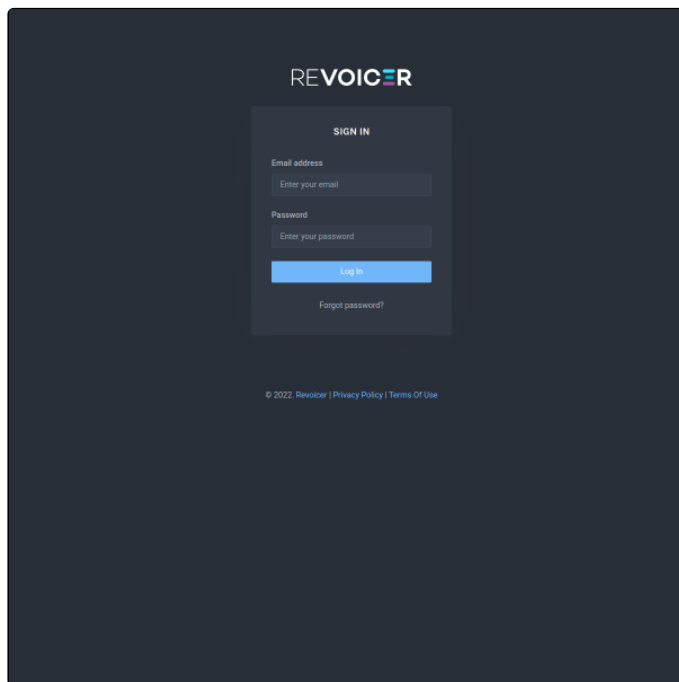 REVOICER
SIGN IN
Email address
Enter your email
Password
Enter your password
Log In
Forgot password?
© 2022. Revoicer | Privacy Policy | Terms Of Use